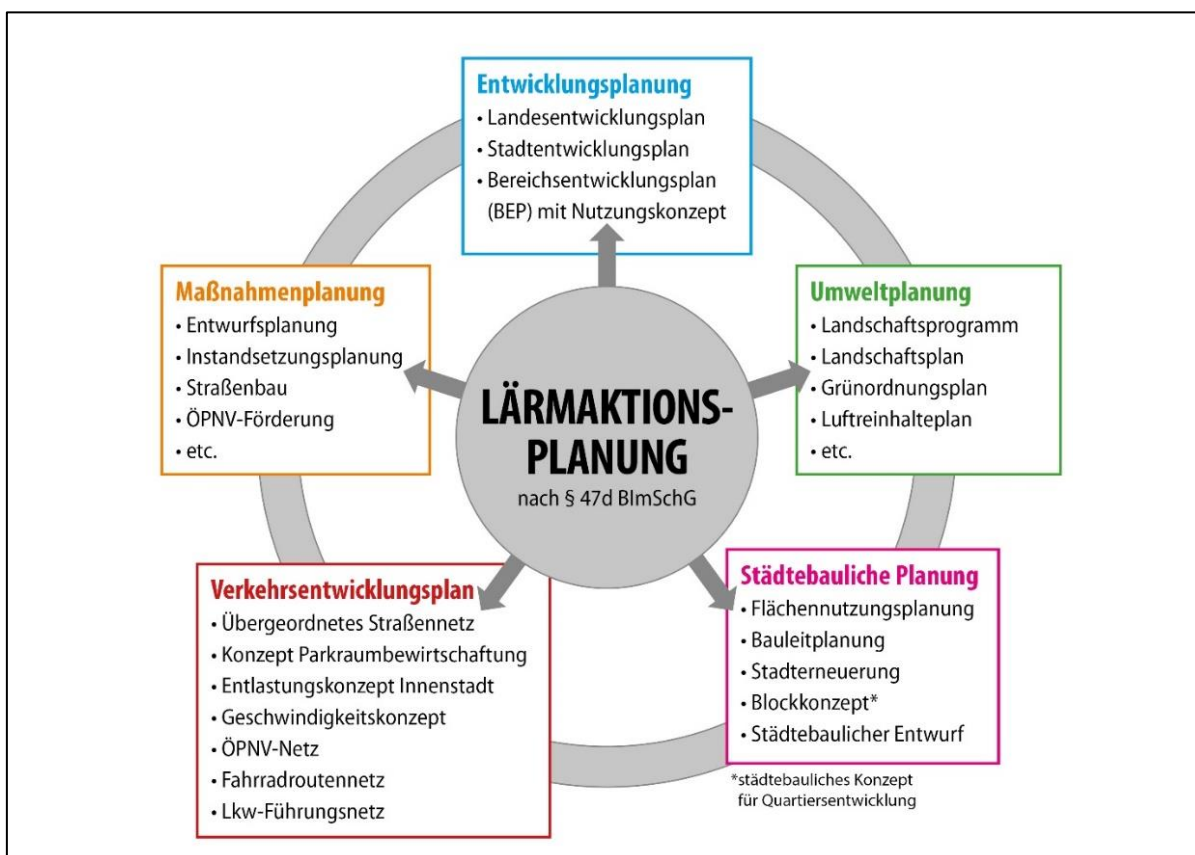 Entwicklungsplanung
• Landesentwicklungsplan
• Stadtentwicklungsplan
• Bereichsentwicklungsplan
(BEP) mit Nutzungskonzept
Maßnahmenplanung
• Entwurfsplanung
• Instandsetzungsplanung
• Straßenbau
• ÖPNV-Förderung
• etc.
Umweltplanung
• Landschaftsprogramm
• Landschaftsplan
• Grünordnungsplan
• Luftreinhalteplan
• etc.
LÄRMAKTIONS-
PLANUNG
nach § 47d BImSchG
Verkehrsentwicklungsplan
• Übergeordnetes Straßennetz
• Konzept Parkraumbewirtschaftung
• Entlastungskonzept Innenstadt
• Geschwindigkeitskonzept
• ÖPNV-Netz
• Fahrradroutennetz
• Lkw-Führungsnetz
Städtebauliche Planung
• Flächennutzungsplanung
• Bauleitplanung
• Stadterneuerung
• Blockkonzept*
• Städtebaulicher Entwurf
*städtebauliches Konzept
für Quartiersentwicklung